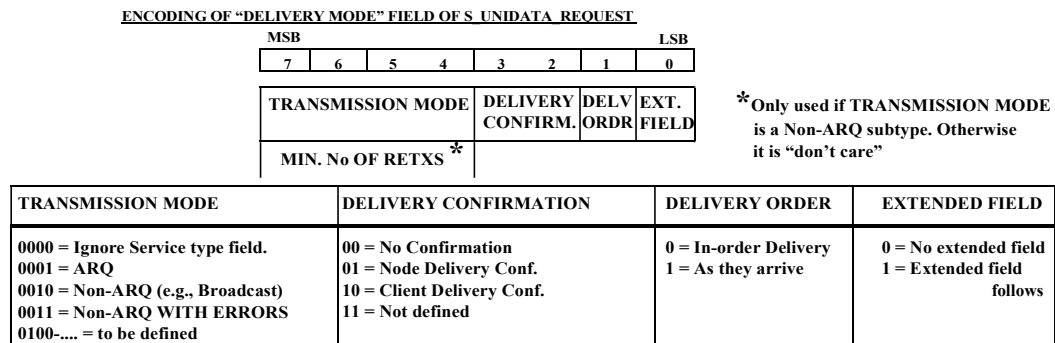 ENCODING OF “DELIVERY MODE” FIELD OF S_UNIDATA_REQUEST
MSB LSB
7 6 5 4 3 2 1 0
TRANSMISSION MODE
DELIVERY CONFIRM.
DELV ORDR
EXT. FIELD
MIN. No OF RETXS *
*Only used if TRANSMISSION MODE
is a Non-ARQ subtype. Otherwise
it is “don’t care”
TRANSMISSION MODE
0000 = Ignore Service type field.
0001 = ARQ
0010 = Non-ARQ (e.g., Broadcast)
0011 = Non-ARQ WITH ERRORS
0100-.... = to be defined
DELIVERY CONFIRMATION
00 = No Confirmation
01 = Node Delivery Conf.
10 = Client Delivery Conf.
11 = Not defined
DELIVERY ORDER
0 = In-order Delivery
1 = As they arrive
EXTENDED FIELD
0 = No extended field
1 = Extended field
follows